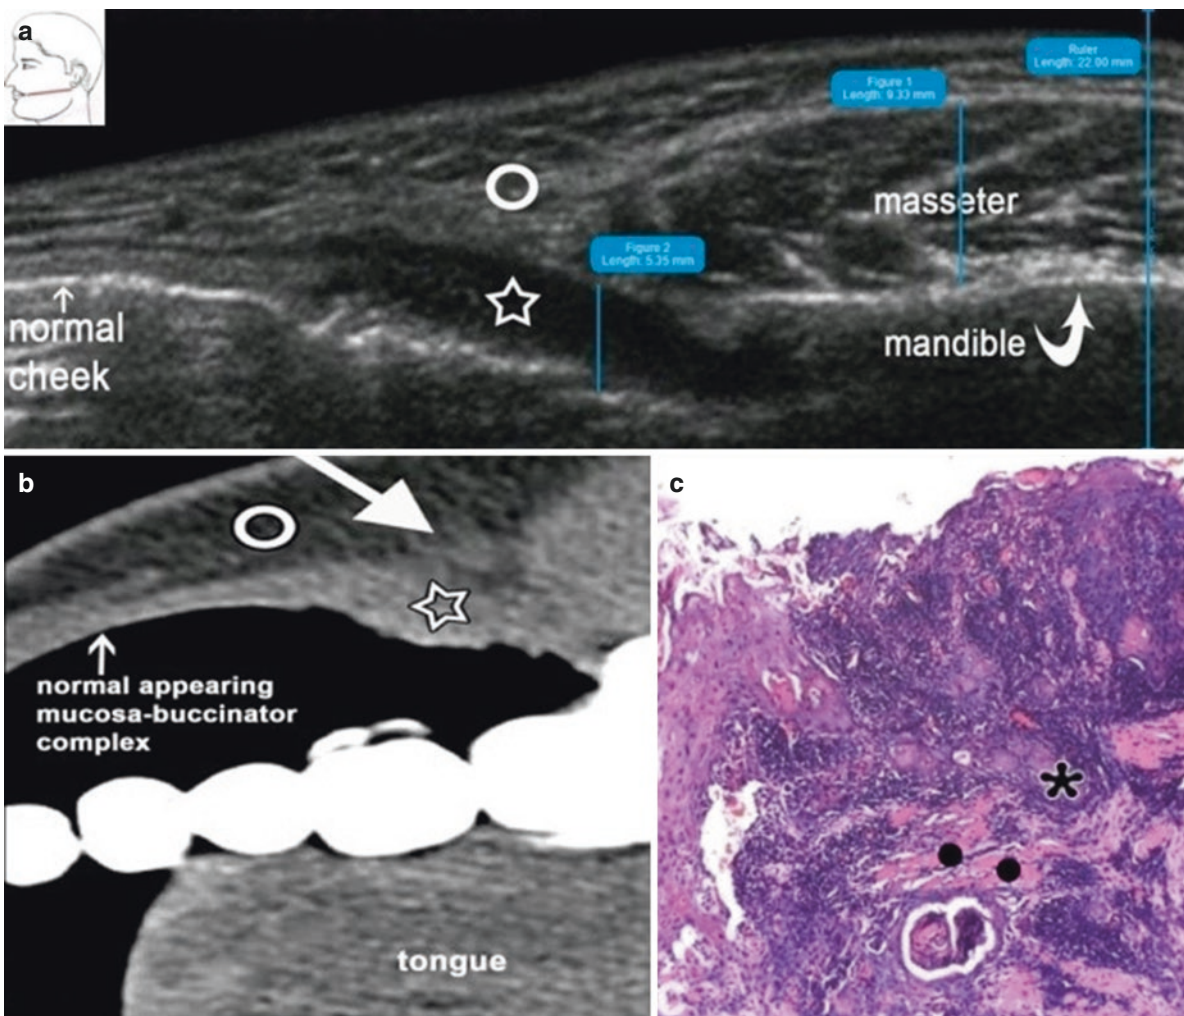 a
Ruler
Length: 22.00 mm
Figure 1
Length: 9.33 mm
masseter
Figure 2
Length: 5.35 mm
normal
cheek
mandible
b
normal appearing
mucosa-buccinator
complex
tongue
c